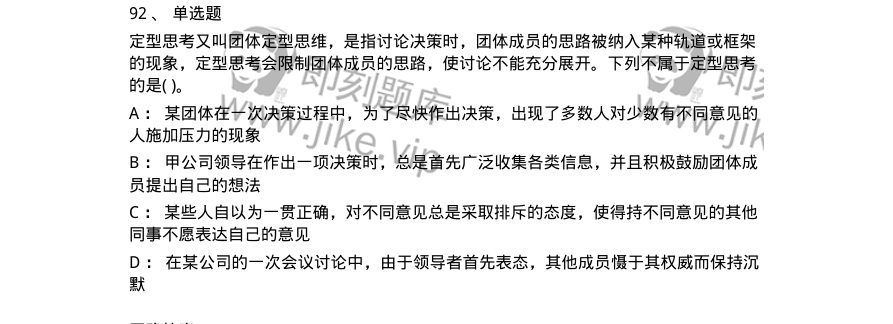 92 、 单选题
定型思考又叫团体定型思维，是指讨论决策时，团体成员的思路被纳入某种轨道或框架
的现象，定型思考会限制团体成员的思路，使讨论不能充分展开。下列不属于定型思考
的是( )。
A ： 某团体在一次决策过程中，为了尽快作出决策，出现了多数人对少数有不同意见的
人施加压力的现象
B ： 甲公司领导在作出一项决策时，总是首先广泛收集各类信息，并且积极鼓励团体成
员提出自己的想法
C ： 某些人自以为一贯正确，对不同意见总是采取排斥的态度，使得持不同意见的其他
同事不愿表达自己的意见
D ： 在某公司的一次会议讨论中，由于领导者首先表态，其他成员慑于其权威而保持沉
默
即刻题库
www.jike.vip
即刻
www.ji